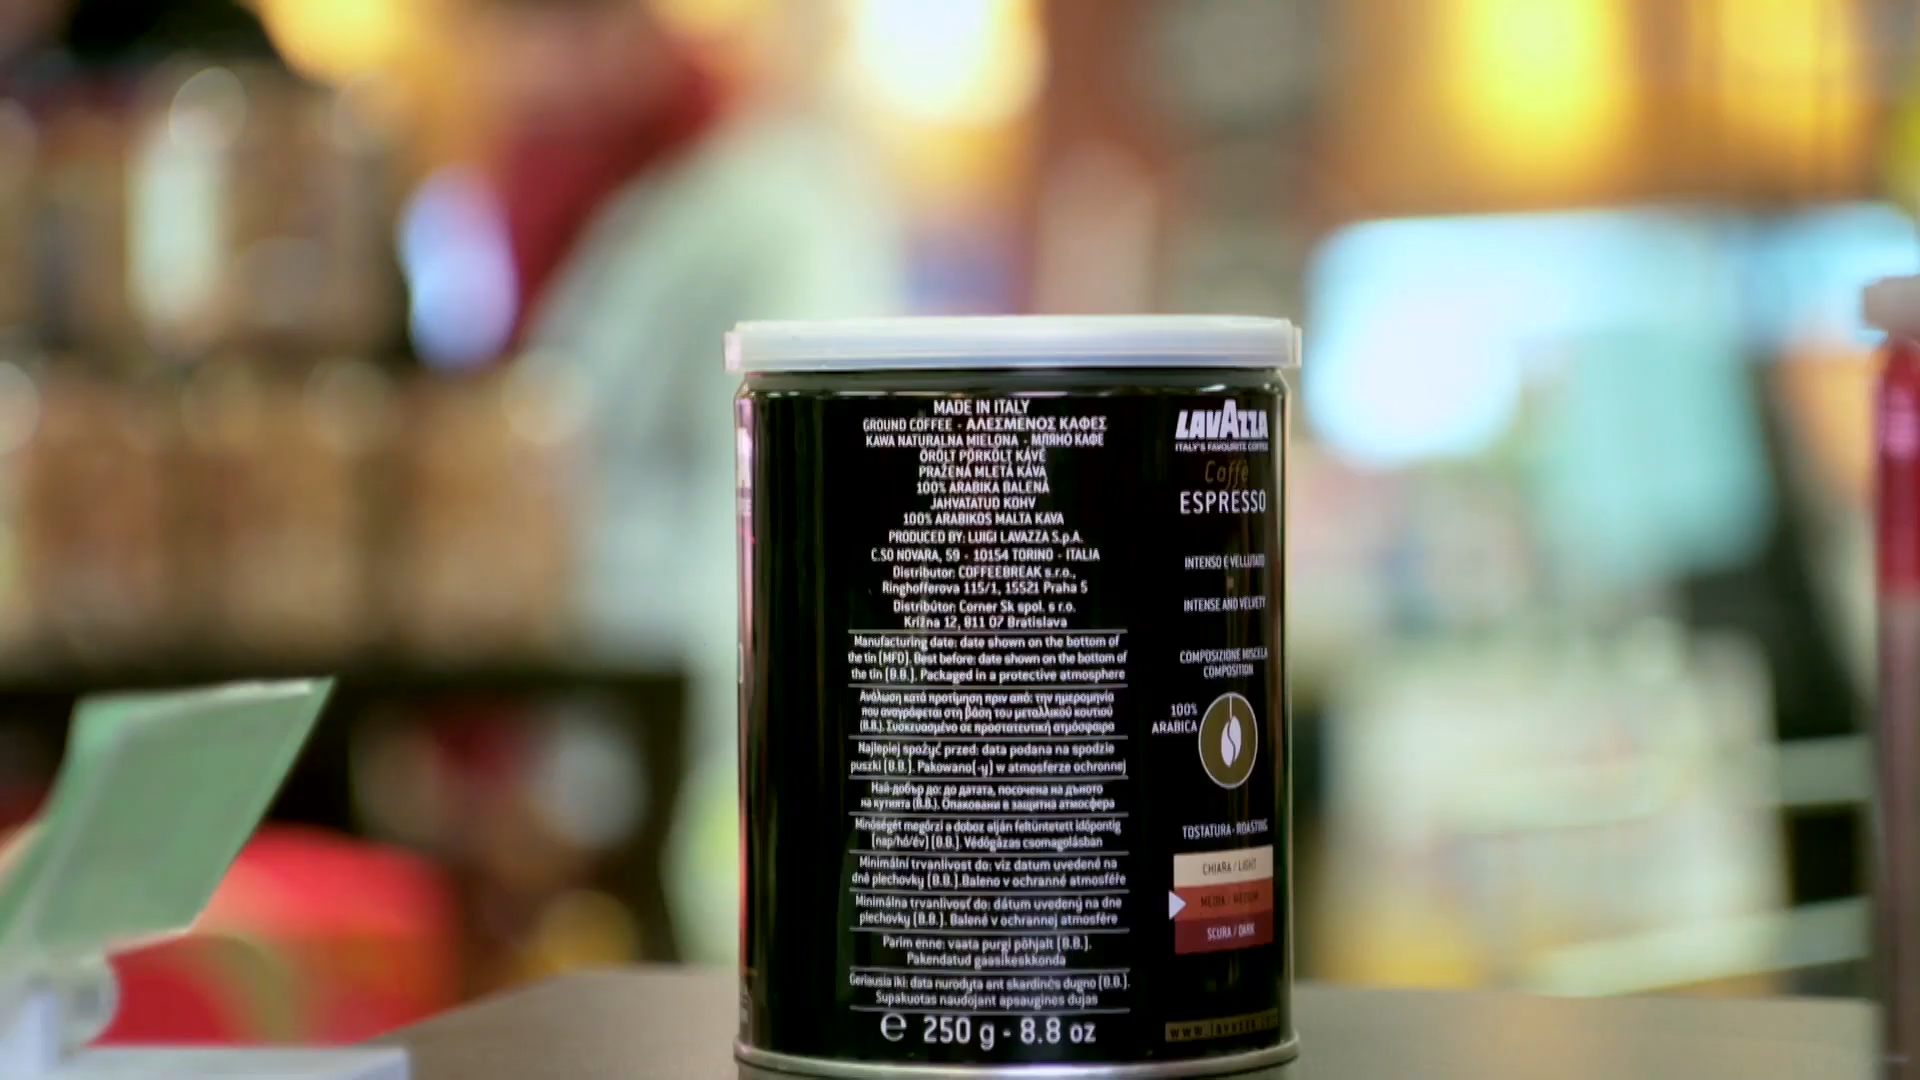 MADE IN ITALY
GROUND COFFEE - ΑΛΕΣΜΕΝΟΣ ΚΑΦΕΣ
KAWA NATURALNA MIELONA - МЛЯНО КАФЕ
ÖRÖLT PÖRKÖLT KÁVÉ
PRAŽENÁ MLETÁ KÁVA
100% ARABIKA BALENÁ
JAHVATATUD KOHV
100% ARABIKOS MALTA KAVA
PRODUCED BY: LUIGI LAVAZZA S.p.A.
C.SO NOVARA, 59 - 10154 TORINO - ITALIA
Distributor: COFFEEBREAK s.r.o.,
Ringhofferova 115/1, 15521 Praha 5
Distribútor: Corner Sk spol. s r.o.
Krížna 12, 811 07 Bratislava
Manufacturing date: date shown on the bottom of
the tin (MFD). Best before: date shown on the bottom of
the tin (B.B.). Packaged in a protective atmosphere
Ανάλωση κατά προτίμηση πριν από: την ημερομηνία
που αναγράφεται στη βάση του μεταλλικού κουτιού
(B.B.). Συσκευασμένο σε προστατευτική ατμόσφαιρα
Najlepiej spożyć przed: data podana na spodzie
puszki (B.B.). Pakowano(-y) w atmosferze ochronnej
Най-добър до: до датата, посочена на дъното
на кутията (B.B.). Опаковани в защитна атмосфера
Minőségét megőrzi a doboz alján feltüntetett időpontig
(nap/hó/év) (B.B.). Védőgázas csomagolásban
Minimální trvanlivost do: viz datum uvedené na
dně plechovky (B.B.).Baleno v ochranné atmosféře
Minimálna trvanlivosť do: dátum uvedený na dne
plechovky (B.B.). Balené v ochrannej atmosfére
Parim enne: vaata purgi põhjalt (B.B.).
Pakendatud gaasikeskkonda
Geriausia iki: data nurodyta ant skardinės dugno (B.B.).
Supakuotas naudojant apsaugines dujas
℮ 250 g - 8.8 oz
LAVAZZA
ITALY'S FAVOURITE COFFEE
Caffè
ESPRESSO
INTENSO E VELLUTATO
INTENSE AND VELVETY
COMPOSIZIONE MISCELA
COMPOSITION
100%
ARABICA
TOSTATURA - ROASTING
CHIARA / LIGHT
MEDIA / MEDIUM
SCURA / DARK
www.lavazza.com